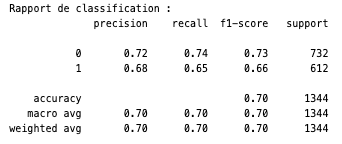 Rapport de classification :
precision recall f1-score support
0 0.72 0.74 0.73 732
1 0.68 0.65 0.66 612
accuracy 0.70 1344
macro avg 0.70 0.70 0.70 1344
weighted avg 0.70 0.70 0.70 1344